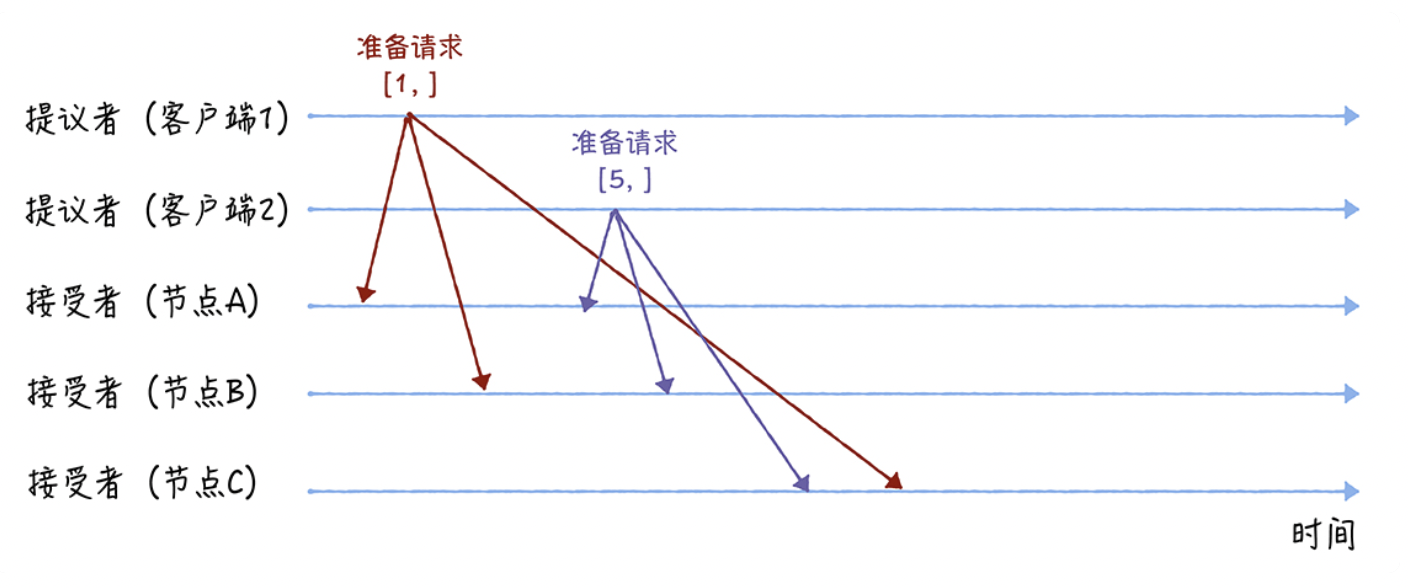 准备请求
[1, ]
提议者（客户端1）
准备请求
[5, ]
提议者（客户端2）
接受者（节点A）
接受者（节点B）
接受者（节点C）
时间